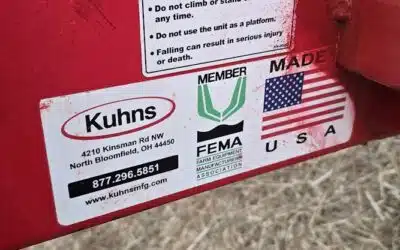 • Do not climb or stand
any time.
• Do not use the unit as a platform.
• Falling can result in serious injury
or death.
Kuhns
4210 Kinsman Rd NW
North Bloomfield, OH 44450
877.296.5851
www.kuhnsmfg.com
MEMBER
FEMA
FARM EQUIPMENT
MANUFACTURERS
ASSOCIATION
MADE
USA